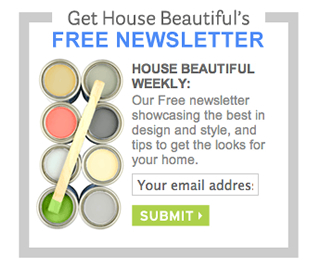 Get House Beautiful's
FREE NEWSLETTER
HOUSE BEAUTIFUL
WEEKLY:
Our Free newsletter
showcasing the best in
design and style, and
tips to get the looks for
your home.
Your email addres
SUBMIT